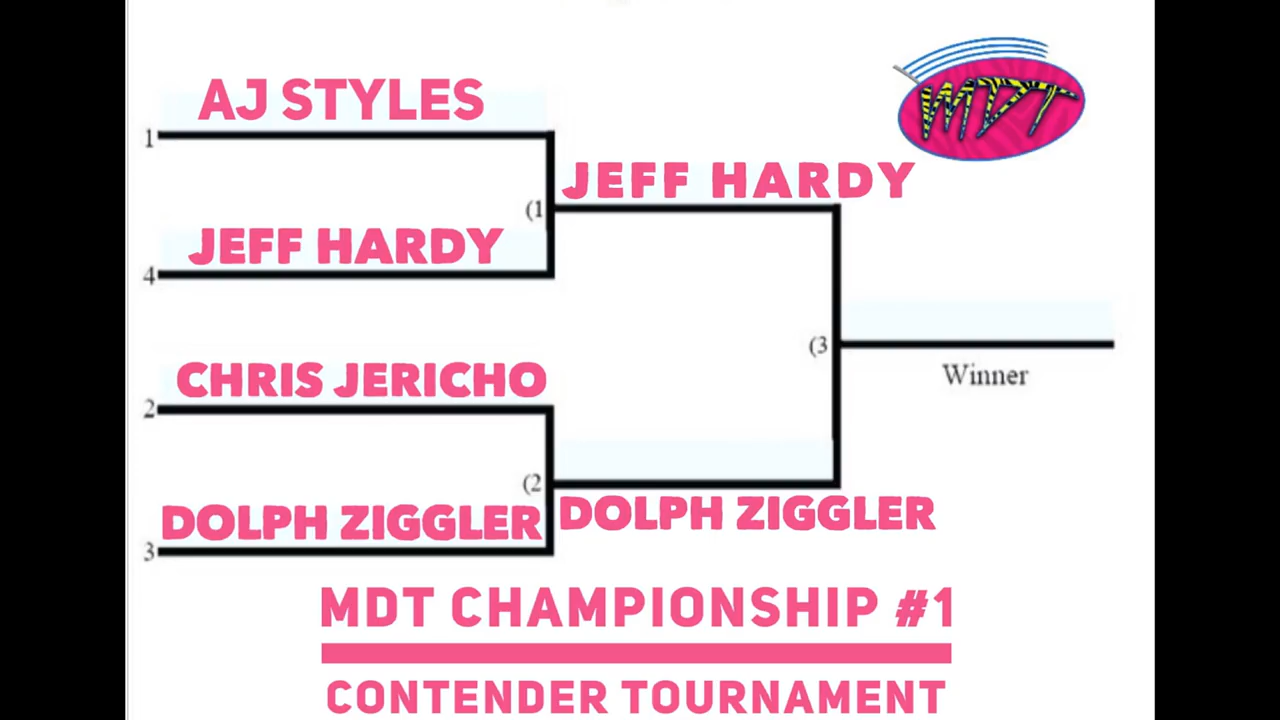 AJ STYLES
MDT
1
JEFF HARDY
(1
JEFF HARDY
4
(3
Winner
CHRIS JERICHO
2
(2
DOLPH ZIGGLER
DOLPH ZIGGLER
3
MDT CHAMPIONSHIP #1
CONTENDER TOURNAMENT